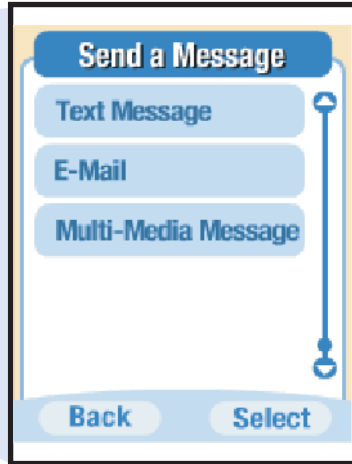 Send a Message
Text Message
E-Mail
Multi-Media Message
Back Select